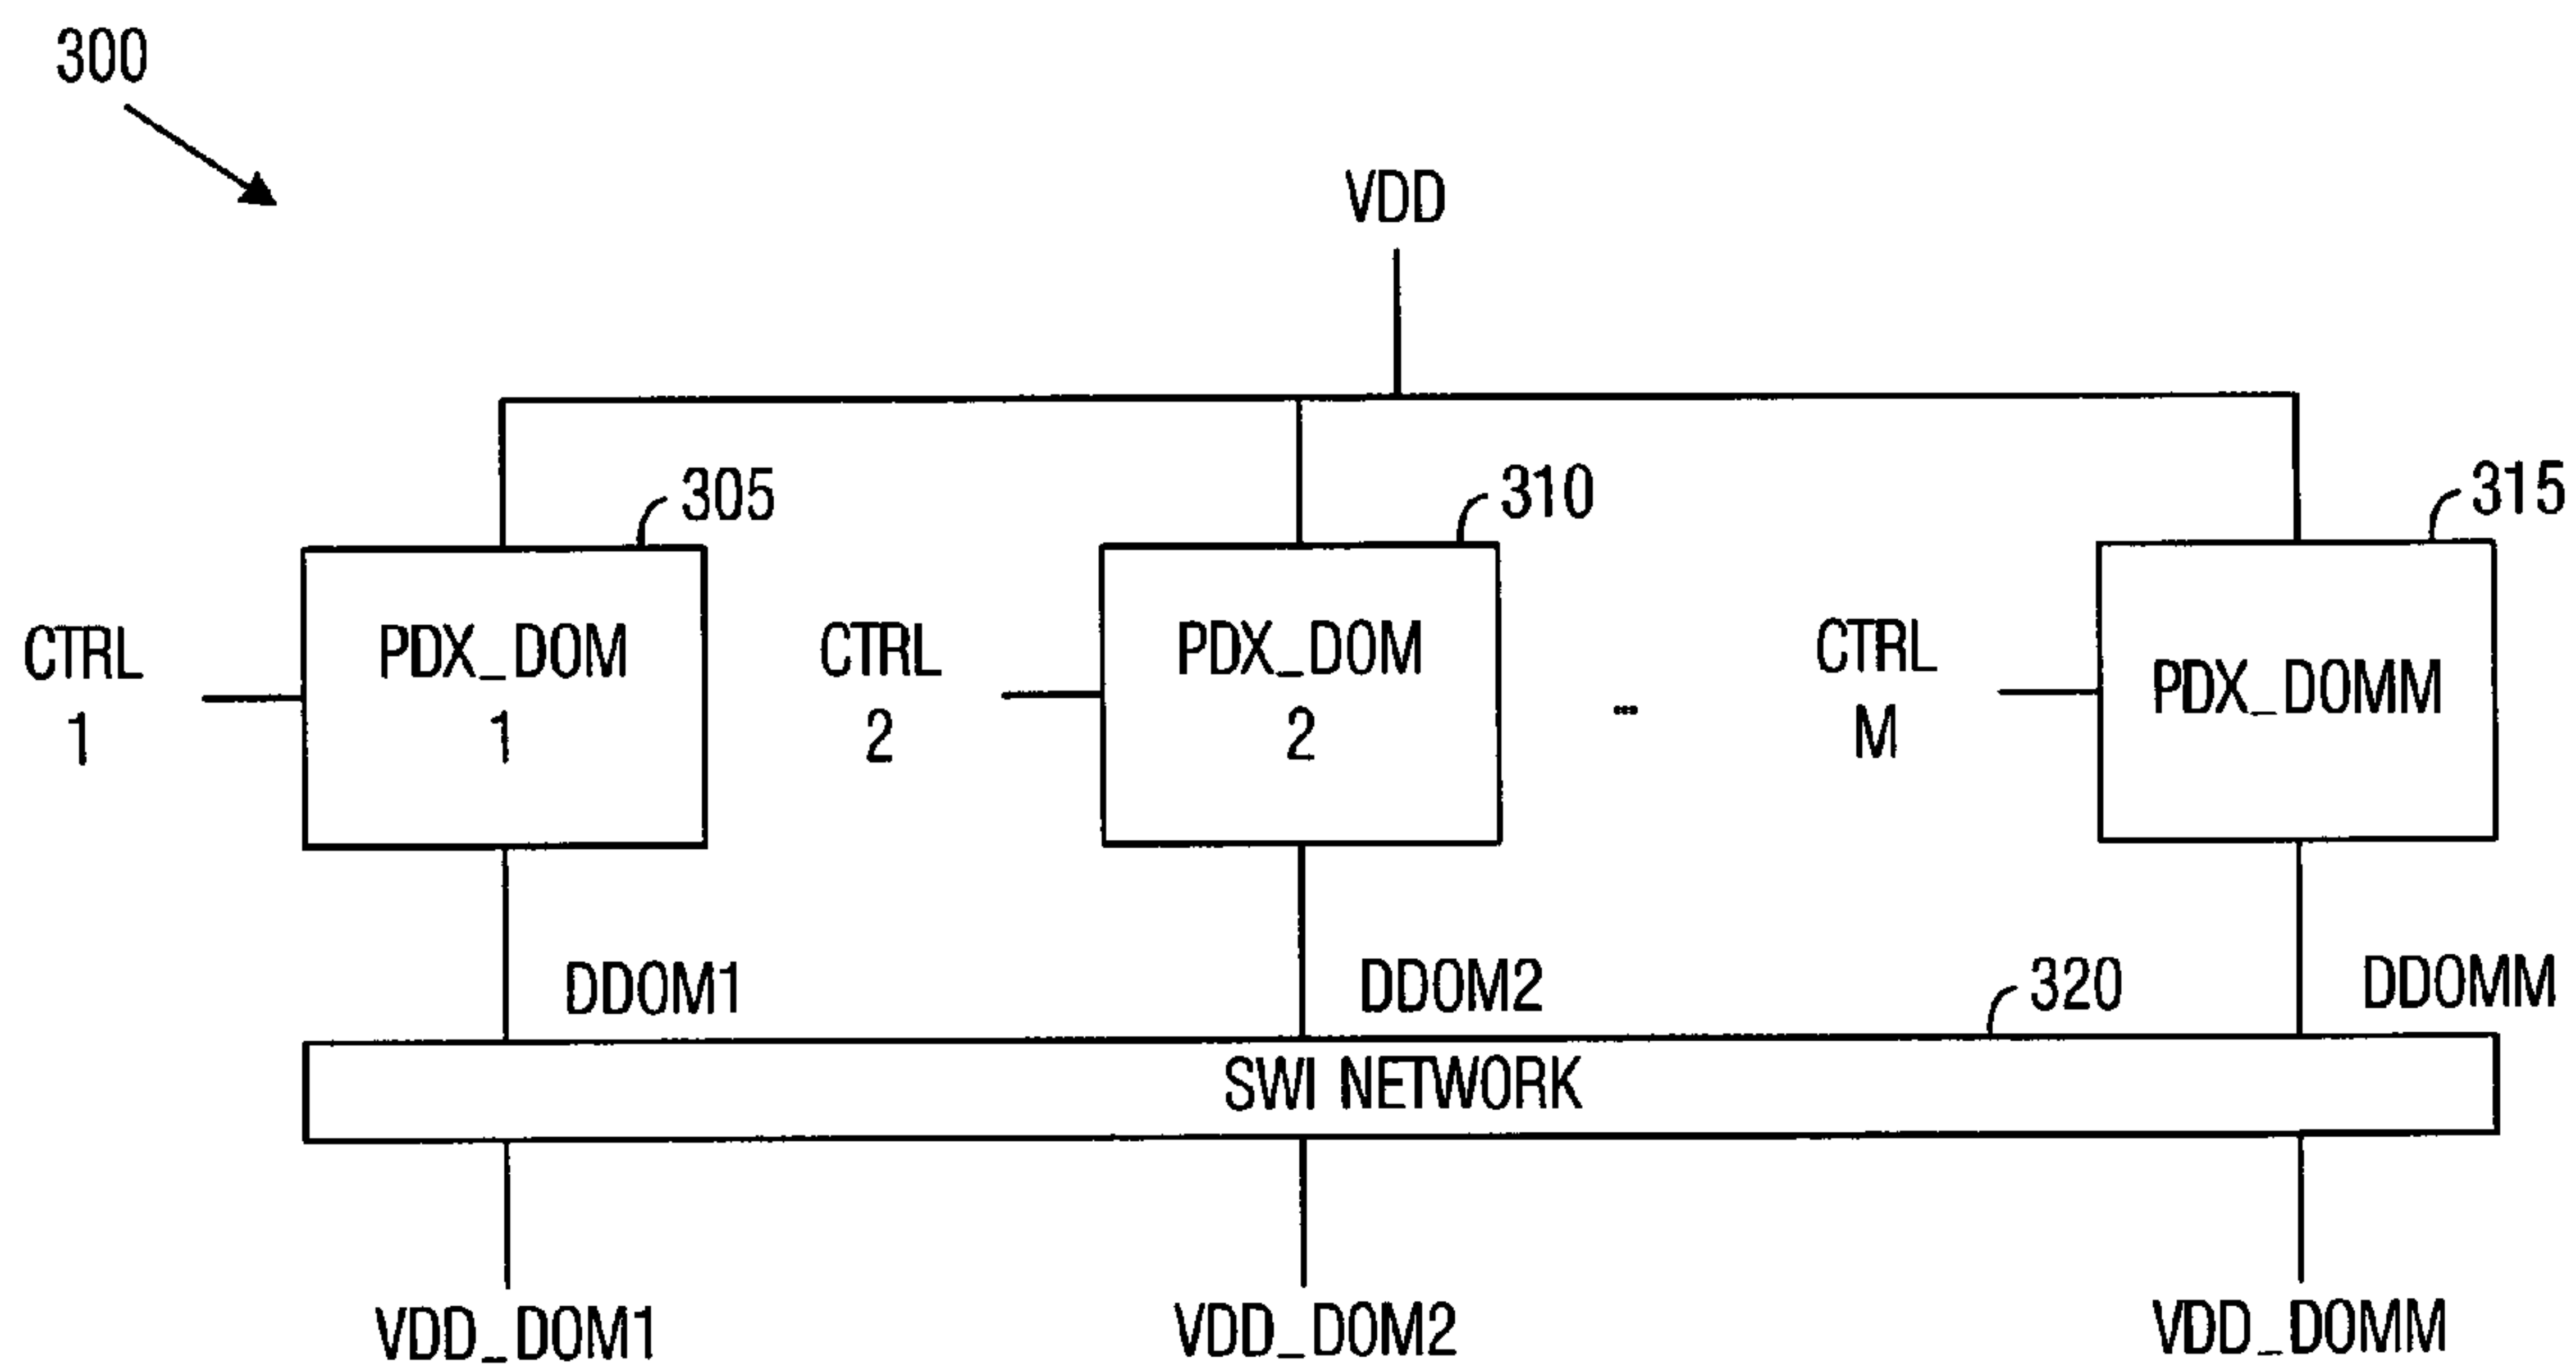 300
VDD
305
310
315
CTRL
1
PDX_DOM
1
CTRL
2
PDX_DOM
2
...
CTRL
M
PDX_DOMM
DDOM1
DDOM2
320
DDOMM
SWI NETWORK
VDD_DOM1
VDD_DOM2
VDD_DOMM